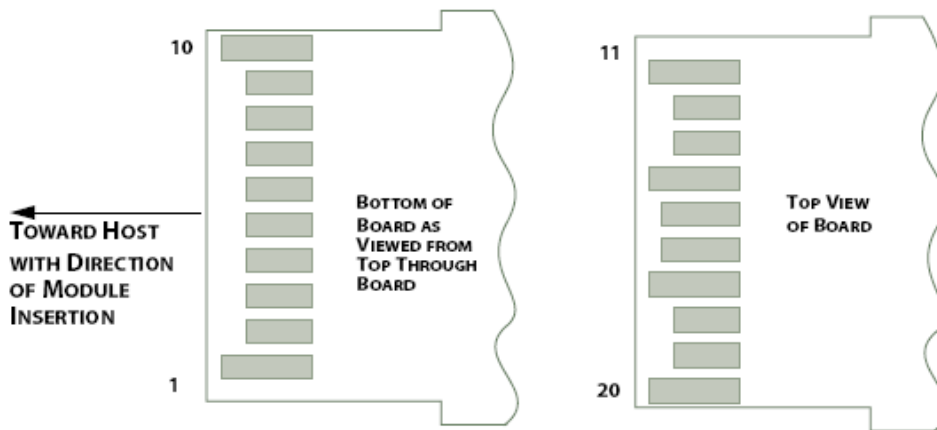 10
1
Toward Host
with Direction
of Module
Insertion
Bottom of
Board as
Viewed from
Top Through
Board
11
20
Top View
of Board